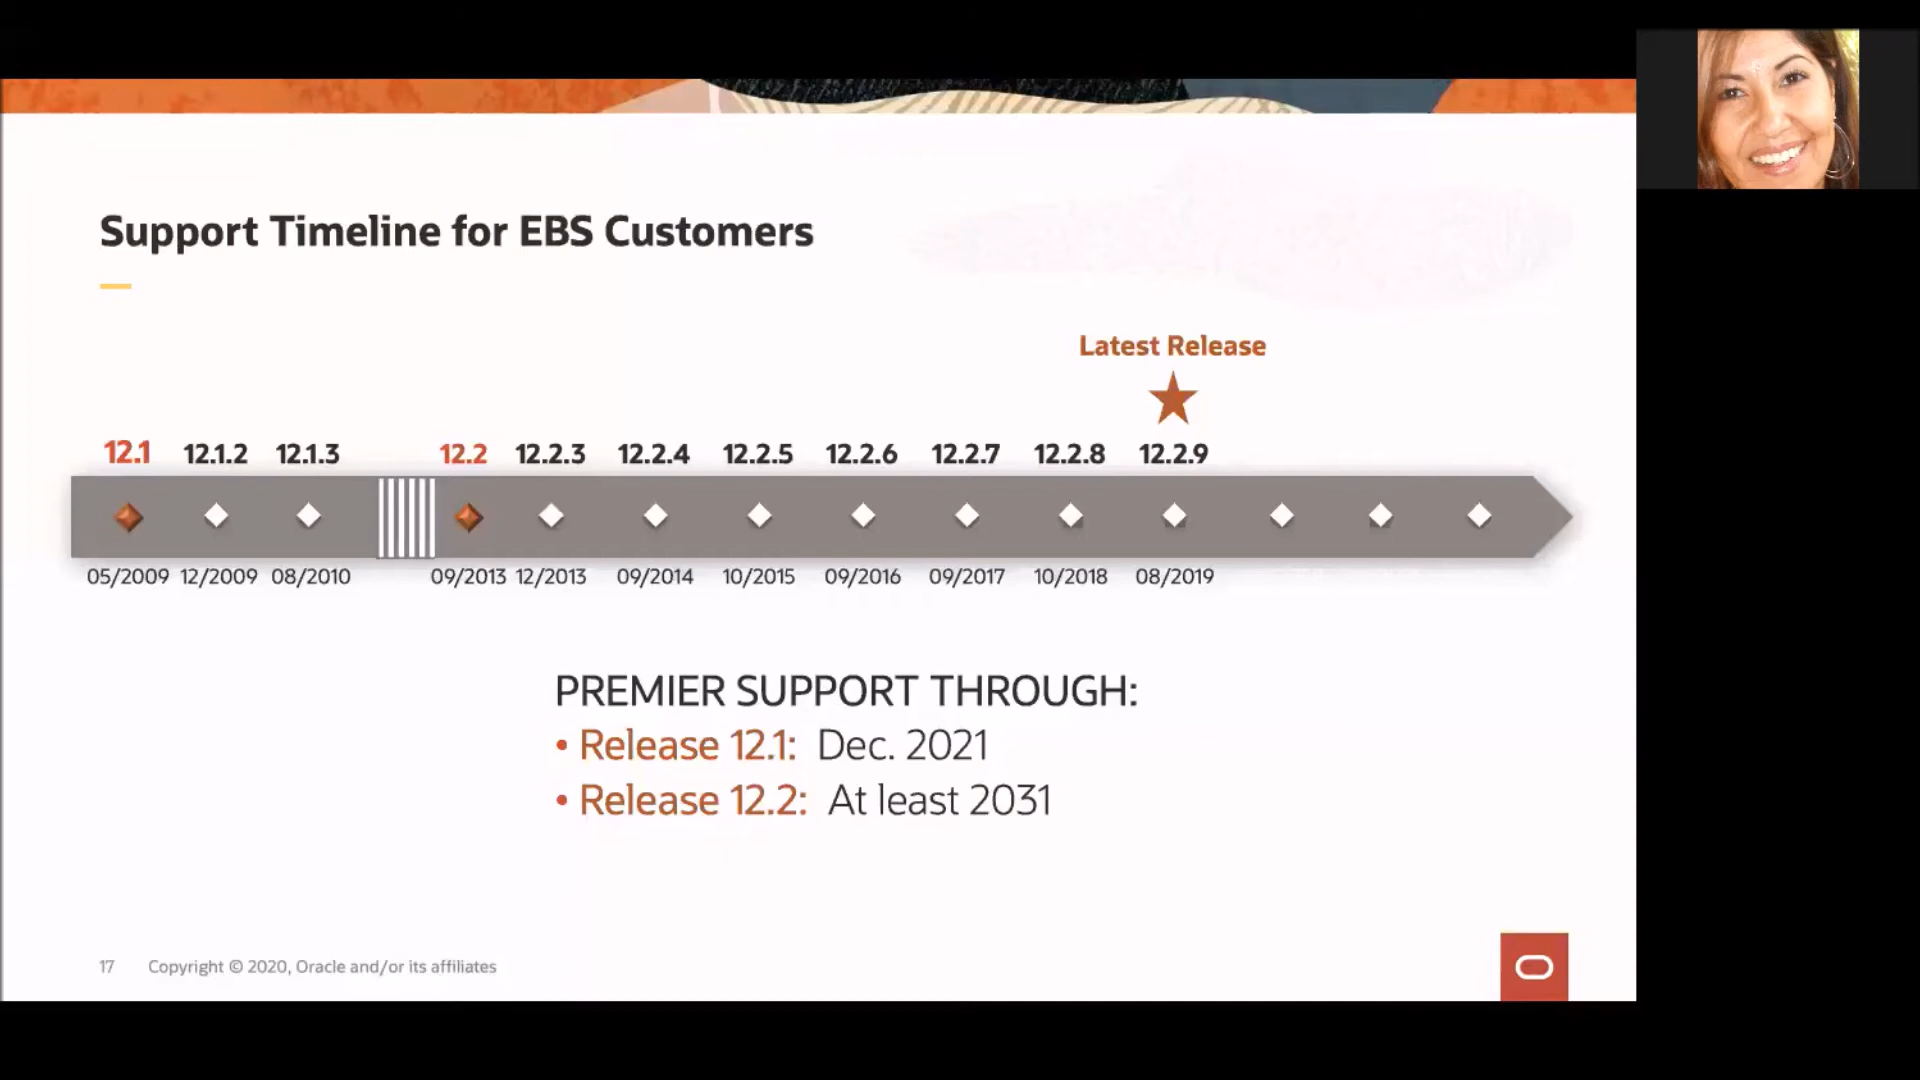 Support Timeline for EBS Customers
Latest Release
12.1 12.1.2 12.1.3 12.2 12.2.3 12.2.4 12.2.5 12.2.6 12.2.7 12.2.8 12.2.9
05/2009 12/2009 08/2010 09/2013 12/2013 09/2014 10/2015 09/2016 09/2017 10/2018 08/2019
PREMIER SUPPORT THROUGH:
• Release 12.1: Dec. 2021
• Release 12.2: At least 2031
17 Copyright © 2020, Oracle and/or its affiliates